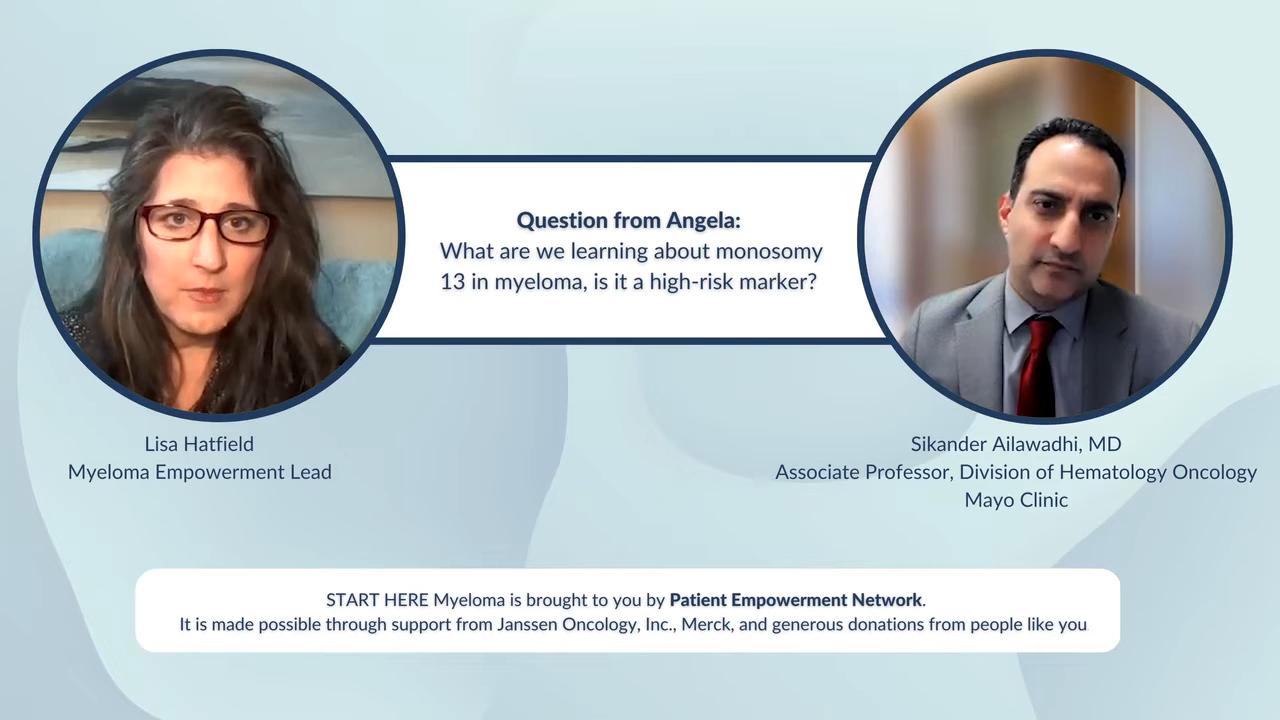 Question from Angela:
What are we learning about monosomy
13 in myeloma, is it a high-risk marker?
Lisa Hatfield
Myeloma Empowerment Lead
Sikander Ailawadhi, MD
Associate Professor, Division of Hematology Oncology
Mayo Clinic
START HERE Myeloma is brought to you by Patient Empowerment Network.
It is made possible through support from Janssen Oncology, Inc., Merck, and generous donations from people like you